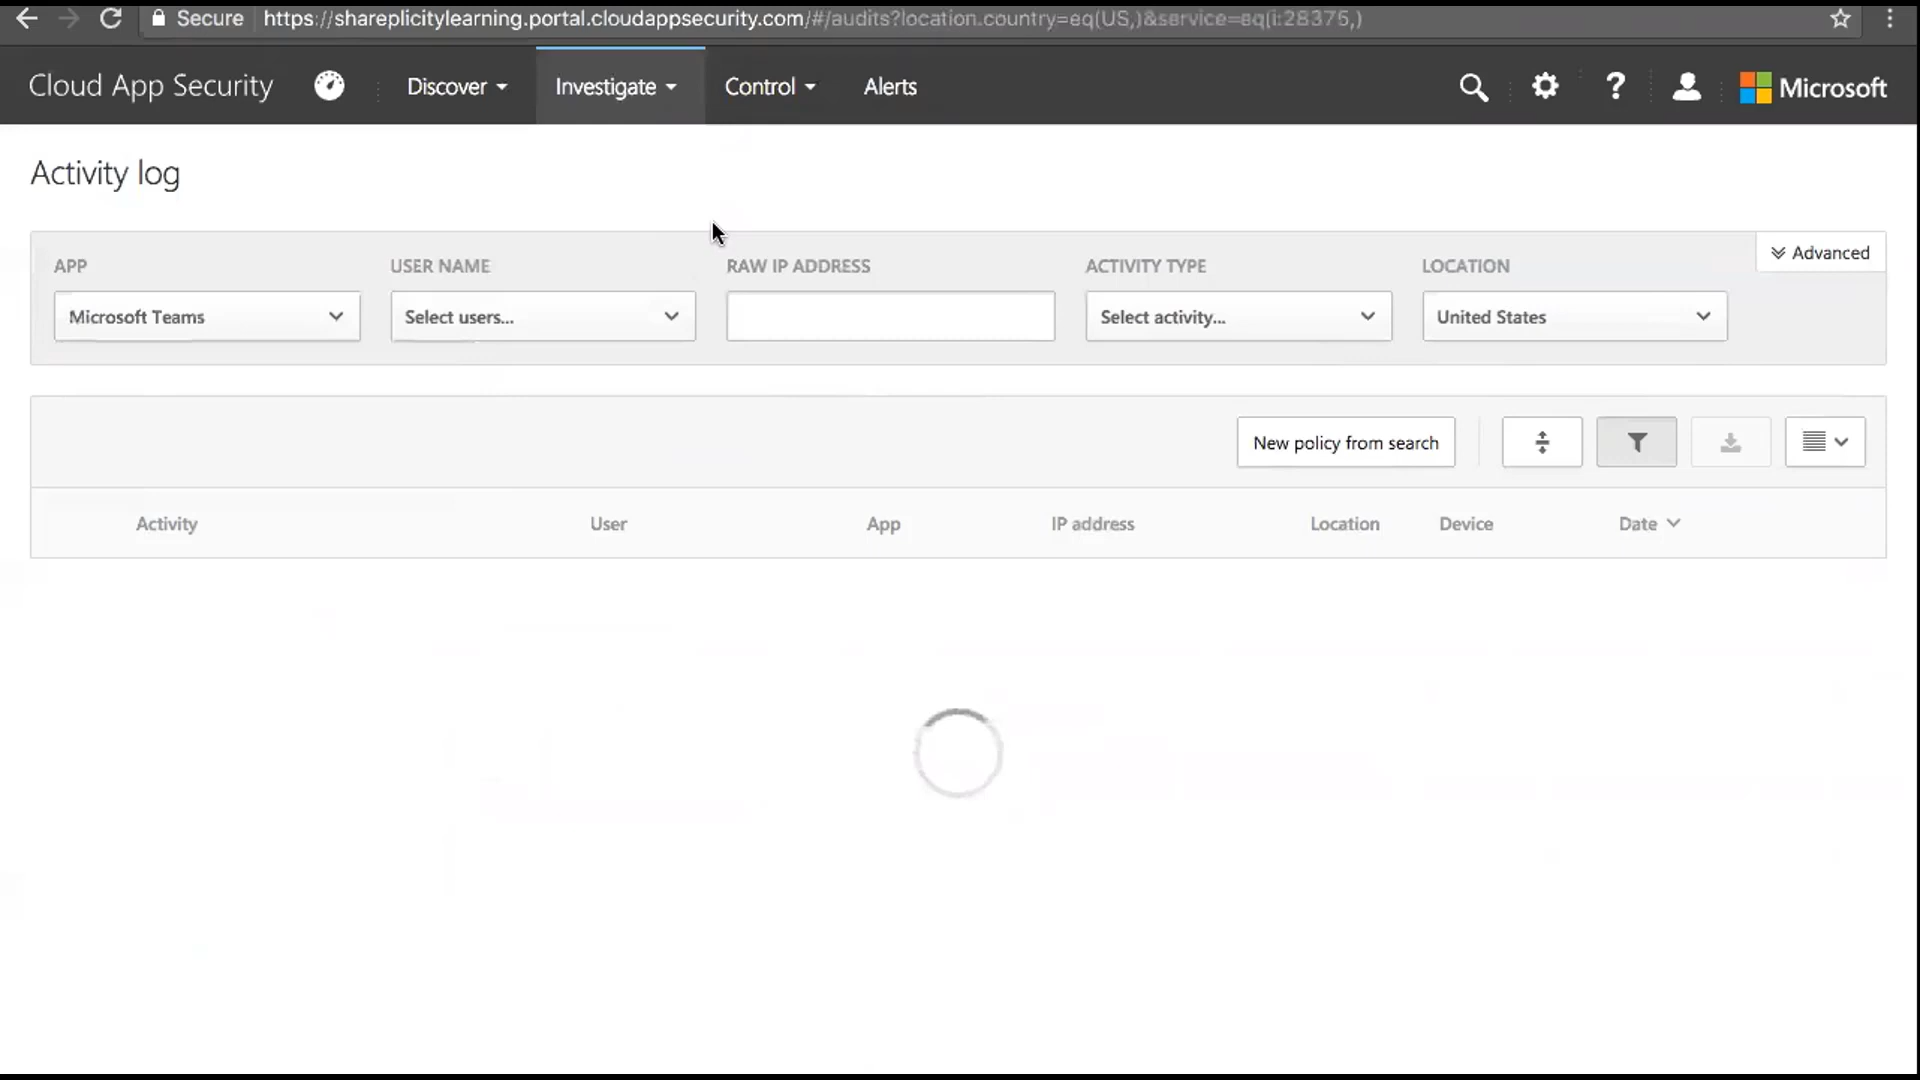 Secure https://shareplicitylearning.portal.cloudappsecurity.com/#/audits?location.country=eq(US,)&service=eq(i:28375,)
Cloud App Security Discover Investigate Control Alerts ? Microsoft
Activity log
Advanced
APP USER NAME RAW IP ADDRESS ACTIVITY TYPE LOCATION
Microsoft Teams Select users... Select activity... United States
New policy from search
Activity User App IP address Location Device Date